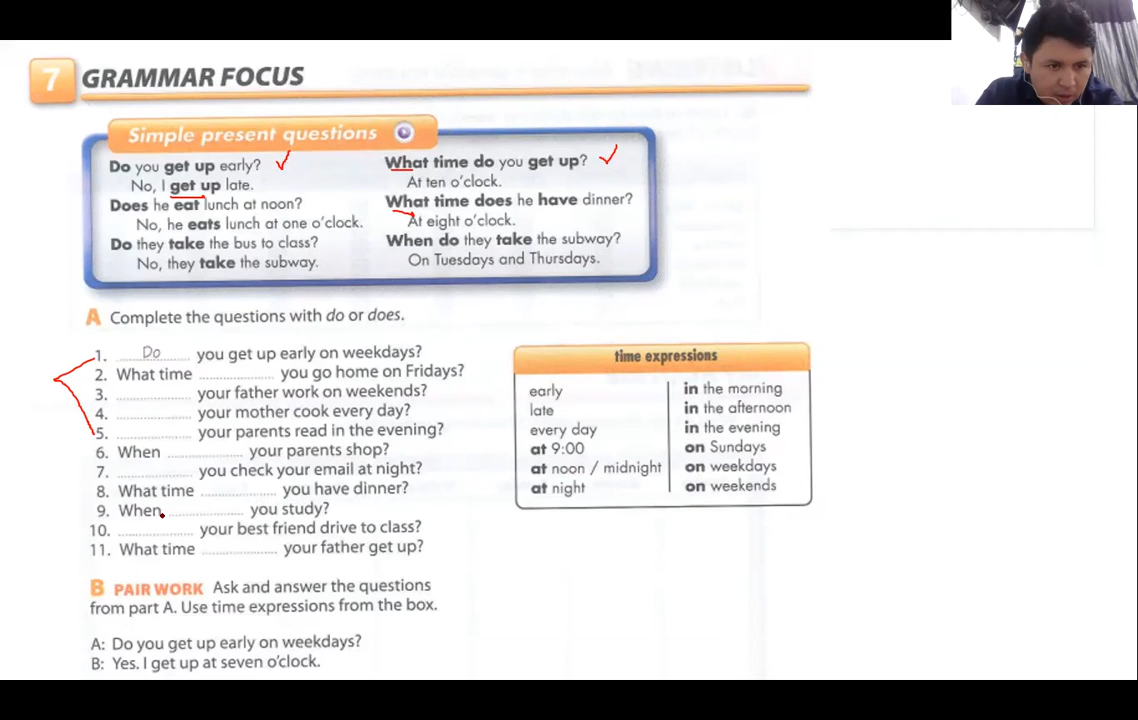 7 GRAMMAR FOCUS
Simple present questions
Do you get up early?
No, I get up late.
Does he eat lunch at noon?
No, he eats lunch at one o'clock.
Do they take the bus to class?
No, they take the subway.
What time do you get up?
At ten o'clock.
What time does he have dinner?
At eight o'clock.
When do they take the subway?
On Tuesdays and Thursdays.
A Complete the questions with do or does.
1. Do you get up early on weekdays?
2. What time ............... you go home on Fridays?
3. ............... your father work on weekends?
4. ............... your mother cook every day?
5. ............... your parents read in the evening?
6. When ............... your parents shop?
7. ............... you check your email at night?
8. What time ............... you have dinner?
9. When ............... you study?
10. ............... your best friend drive to class?
11. What time ............... your father get up?
time expressions
early
late
every day
at 9:00
at noon / midnight
at night
in the morning
in the afternoon
in the evening
on Sundays
on weekdays
on weekends
B PAIR WORK Ask and answer the questions
from part A. Use time expressions from the box.
A: Do you get up early on weekdays?
B: Yes. I get up at seven o'clock.